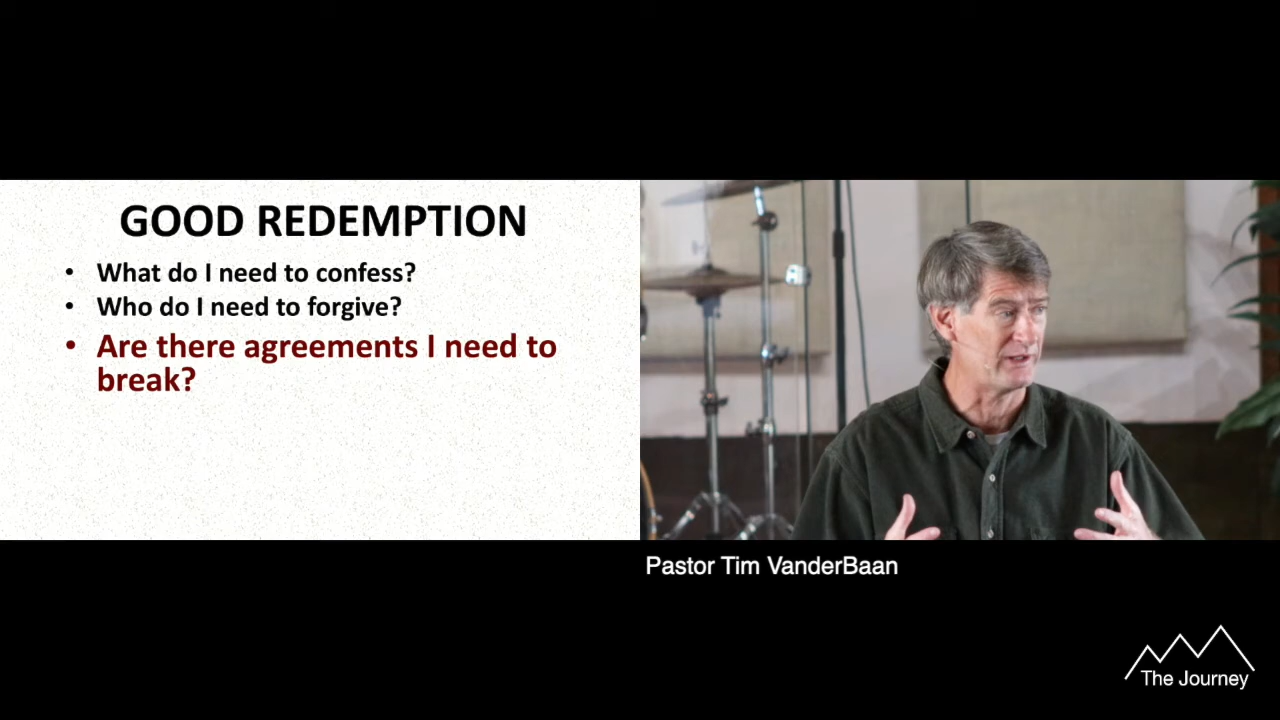 GOOD REDEMPTION
• What do I need to confess?
• Who do I need to forgive?
• Are there agreements I need to
break?
Pastor Tim VanderBaan
The Journey